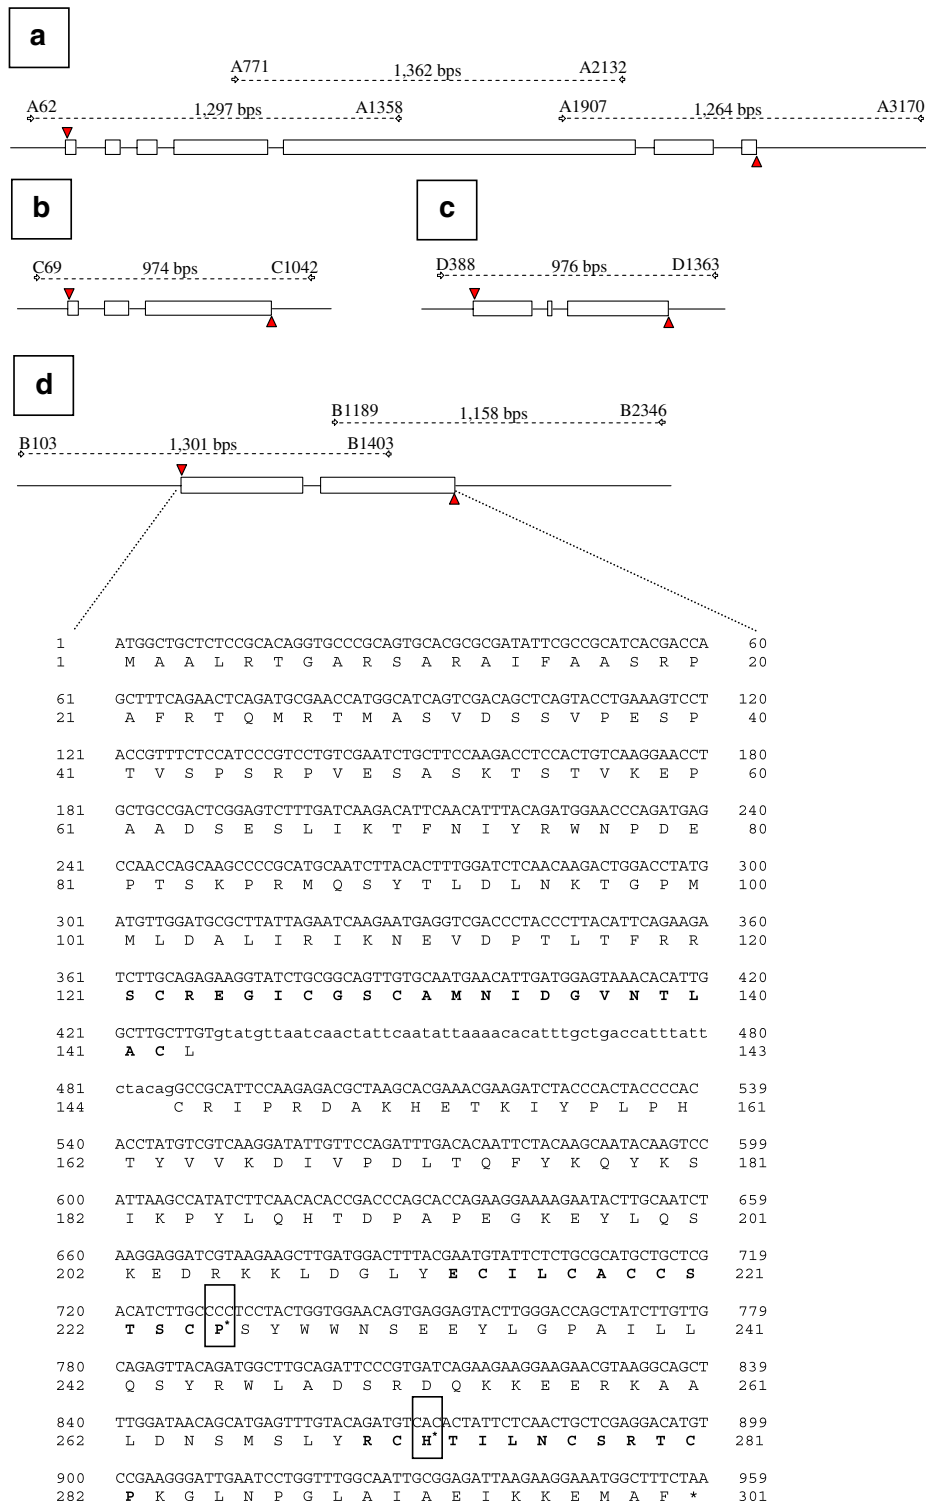 a
A771 1,362 bps A2132
A62 1,297 bps A1358 A1907 1,264 bps A3170
b
c
C69 974 bps C1042
D388 976 bps D1363
d
B1189 1,158 bps B2346
B103 1,301 bps B1403
1 ATGGCTGCTCTCCGCACAGGTGCCCGCAGTGCACGCGCGATATTCGCCGCATCACGACCA 60
1 M A A L R T G A R S A R A I F A A S R P 20
61 GCTTTCAGAACTCAGATGCGAACCATGGCATCAGTCGACAGCTCAGTACCTGAAAGTCCT 120
21 A F R T Q M R T M A S V D S S V P E S P 40
121 ACCGTTTCTCCATCCCGTCCTGTCGAATCTGCTTCCAAGACCTCCACTGTCAAGGAACCT 180
41 T V S P S R P V E S A S K T S T V K E P 60
181 GCTGCCGACTCGGAGTCTTTGATCAAGACATTCAACATTTACAGATGGAACCCAGATGAG 240
61 A A D S E S L I K T F N I Y R W N P D E 80
241 CCAACCAGCAAGCCCCGCATGCAATCTTACACTTTGGATCTCAACAAGACTGGACCTATG 300
81 P T S K P R M Q S Y T L D L N K T G P M 100
301 ATGTTGGATGCGCTTATTAGAATCAAGAATGAGGTCGACCCTACCCTTACATTCAGAAGA 360
101 M L D A L I R I K N E V D P T L T F R R 120
361 TCTTGCAGAGAAGGTATCTGCGGCAGTTGTGCAATGAACATTGATGGAGTAAACACATTG 420
121 S C R E G I C G S C A M N I D G V N T L 140
421 GCTTGCTTGTgtatgttaatcaactattcaatattaaaacacatttgctgaccatttatt 480
141 A C L 143
481 ctacagGCCGCATTCCAAGAGACGCTAAGCACGAAACGAAGATCTACCCACTACCCCAC 539
144 C R I P R D A K H E T K I Y P L P H 161
540 ACCTATGTCGTCAAGGATATTGTTCCAGATTTGACACAATTCTACAAGCAATACAAGTCC 599
162 T Y V V K D I V P D L T Q F Y K Q Y K S 181
600 ATTAAGCCATATCTTCAACACACCGACCCAGCACCAGAAGGAAAAGAATACTTGCAATCT 659
182 I K P Y L Q H T D P A P E G K E Y L Q S 201
660 AAGGAGGATCGTAAGAAGCTTGATGGACTTTACGAATGTATTCTCTGCGCATGCTGCTCG 719
202 K E D R K K L D G L Y E C I L C A C C S 221
720 ACATCTTGCCCCTCCTACTGGTGGAACAGTGAGGAGTACTTGGGACCAGCTATCTTGTTG 779
222 T S C P* S Y W W N S E E Y L G P A I L L 241
780 CAGAGTTACAGATGGCTTGCAGATTCCCGTGATCAGAAGAAGGAAGAACGTAAGGCAGCT 839
242 Q S Y R W L A D S R D Q K K E E R K A A 261
840 TTGGATAACAGCATGAGTTTGTACAGATGTCACACTATTCTCAACTGCTCGAGGACATGT 899
262 L D N S M S L Y R C H* T I L N C S R T C 281
900 CCGAAGGGATTGAATCCTGGTTTGGCAATTGCGGAGATTAAGAAGGAAATGGCTTTCTAA 959
282 P K G L N P G L A I A E I K K E M A F * 301